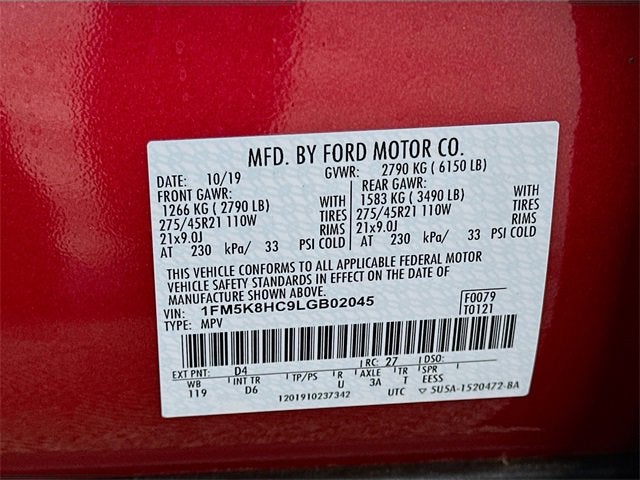 MFD. BY FORD MOTOR CO.
DATE: 10/19 GVWR: 2790 KG ( 6150 LB)
FRONT GAWR: REAR GAWR:
1266 KG ( 2790 LB) WITH 1583 KG ( 3490 LB) WITH
275/45R21 110W TIRES 275/45R21 110W TIRES
21x9.0J RIMS 21x9.0J RIMS
AT 230 kPa/ 33 PSI COLD AT 230 kPa/ 33 PSI COLD
THIS VEHICLE CONFORMS TO ALL APPLICABLE FEDERAL MOTOR
VEHICLE SAFETY STANDARDS IN EFFECT ON THE DATE OF
MANUFACTURE SHOWN ABOVE.
VIN: 1FM5K8HC9LGB02045 F0079
TYPE: MPV T0121
EXT PNT: D4 RC: 27 DSO:
WB INT TR TP/PS R AXLE TR SPR
119 D6 U 3A T EESS
1201910237342 UTC 5U5A-1520472-BA